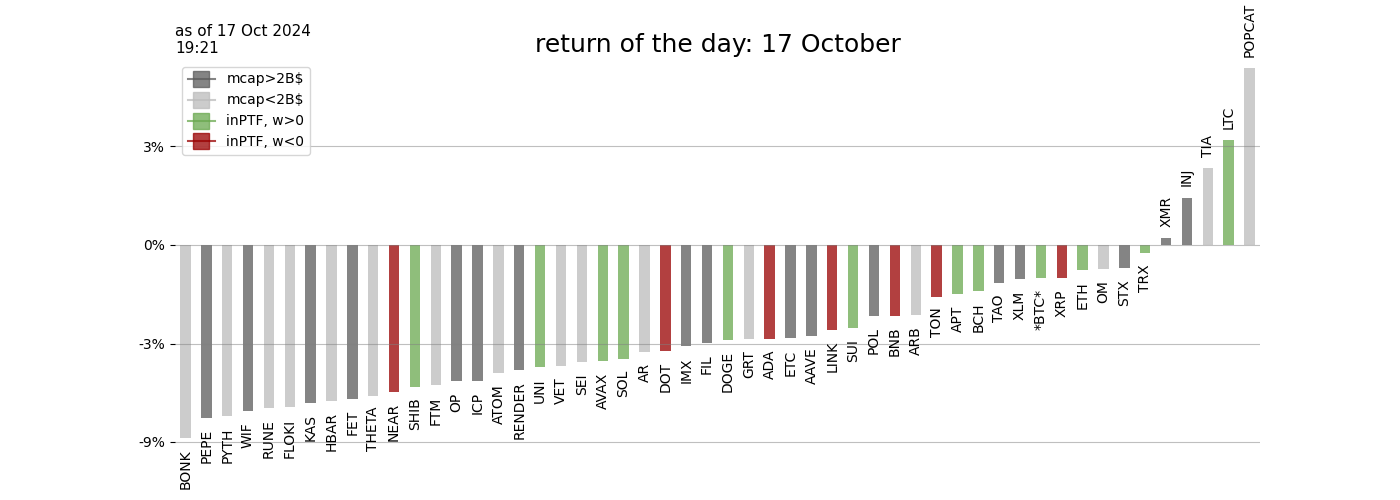 as of 17 Oct 2024
19:21
return of the day: 17 October
mcap>2B$
mcap<2B$
inPTF, w>0
inPTF, w<0
3%
0%
-3%
-9%
BONK
PEPE
PYTH
WIF
RUNE
FLOKI
KAS
HBAR
FET
THETA
NEAR
SHIB
FTM
OP
ICP
ATOM
RENDER
UNI
VET
SEI
AVAX
SOL
AR
DOT
IMX
FIL
DOGE
GRT
ADA
ETC
AAVE
LINK
SUI
POL
BNB
ARB
TON
APT
BCH
TAO
XLM
*BTC*
XRP
ETH
OM
STX
TRX
XMR
INJ
TIA
LTC
POPCAT